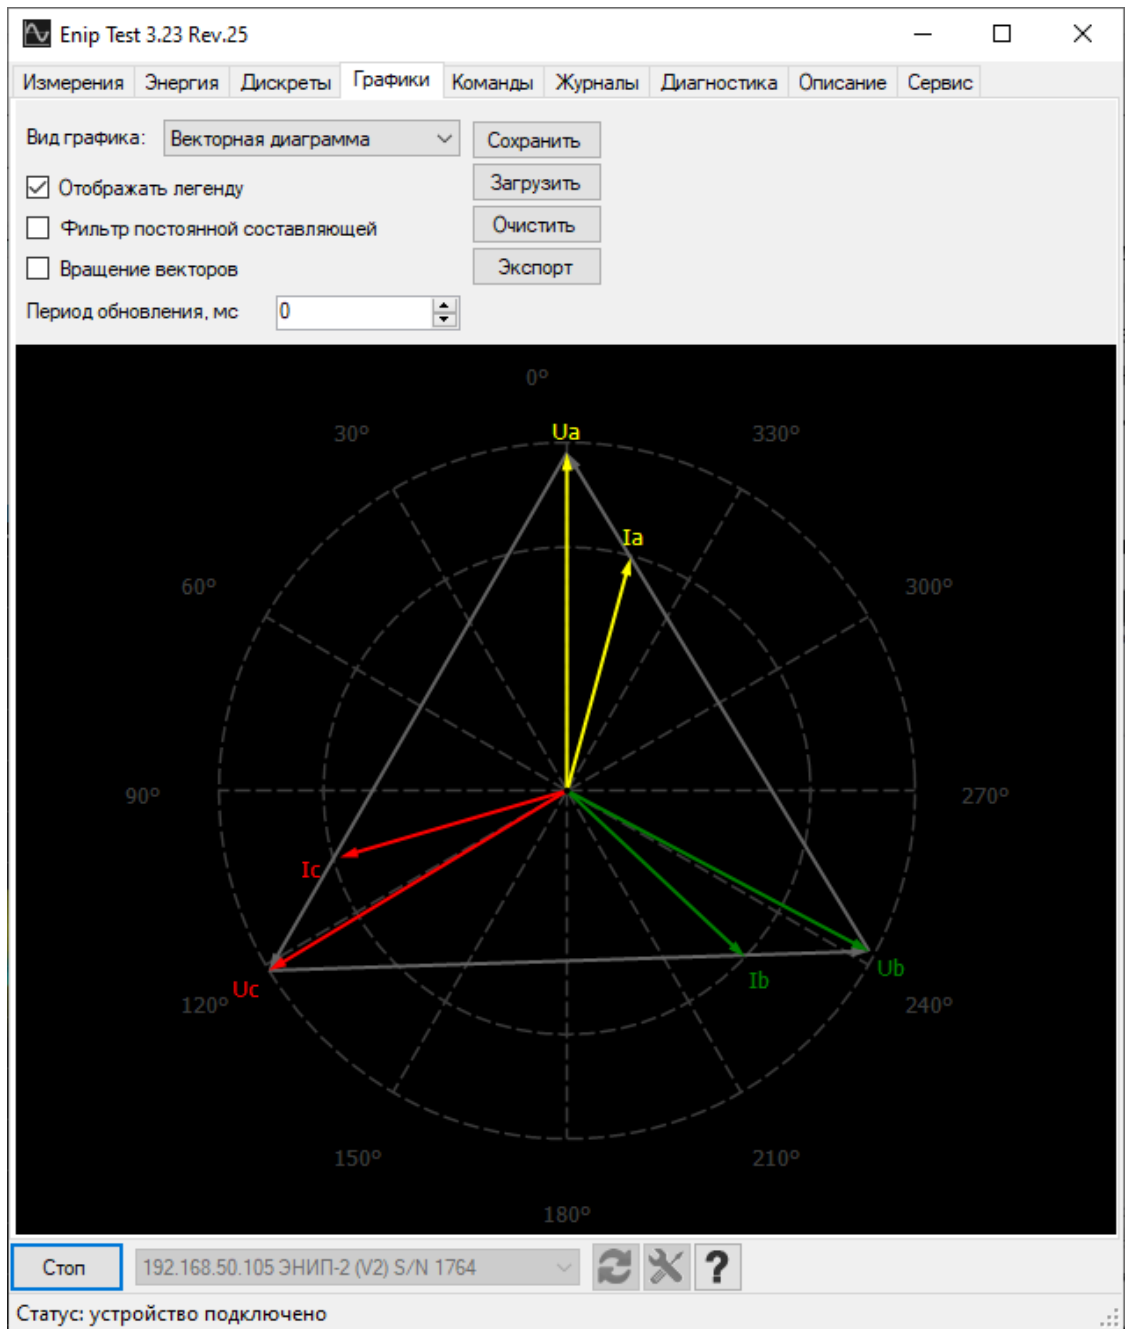 Enip Test 3.23 Rev.25
Измерения Энергия Дискреты Графики Команды Журналы Диагностика Описание Сервис
Вид графика: Векторная диаграмма Сохранить
Отображать легенду Загрузить
Фильтр постоянной составляющей Очистить
Вращение векторов Экспорт
Период обновления, мс 0
0°
Ua
30° 330°
Ia
60° 300°
90° 270°
Ic
Uc Ib Ub
120° 240°
150° 210°
180°
Стоп 192.168.50.105 ЭНИП-2 (V2) S/N 1764 ?
Статус: устройство подключено